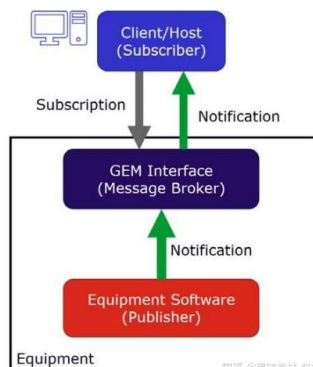 Client/Host
(Subscriber)
Subscription
Notification
GEM Interface
(Message Broker)
Notification
Equipment Software
(Publisher)
Equipment